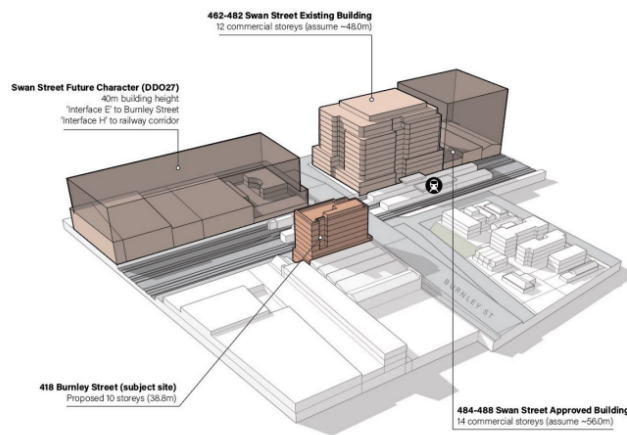 462-482 Swan Street Existing Building
12 commercial storeys (assume ~48.0m)
Swan Street Future Character (DDO27)
40m building height
'Interface E' to Burnley Street
'Interface H' to railway corridor
BURNLEY ST
418 Burnley Street (subject site)
Proposed 10 storeys (38.8m)
484-488 Swan Street Approved Building
14 commercial storeys (assume ~56.0m)